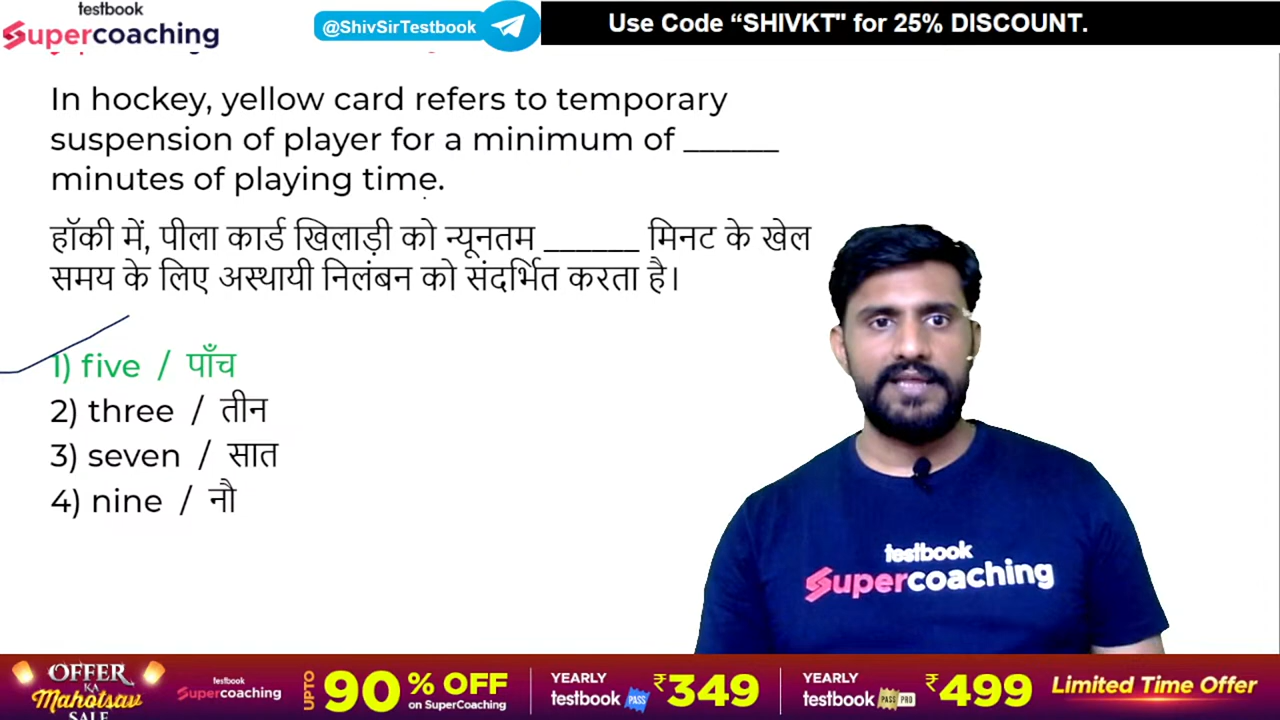 testbook
Supercoaching
@ShivSirTestbook
Use Code “SHIVKT" for 25% DISCOUNT.
In hockey, yellow card refers to temporary
suspension of player for a minimum of ______
minutes of playing time.
हॉकी में, पीला कार्ड खिलाड़ी को न्यूनतम ______ मिनट के खेल
समय के लिए अस्थायी निलंबन को संदर्भित करता है।
1) five / पाँच
2) three / तीन
3) seven / सात
4) nine / नौ
testbook
Supercoaching
OFFER
KA
Mahotsav
SALE
testbook
Supercoaching
UPTO
90% OFF
on SuperCoaching
YEARLY
testbook PASS
₹349
YEARLY
testbook PASS PRO
₹499
Limited Time Offer